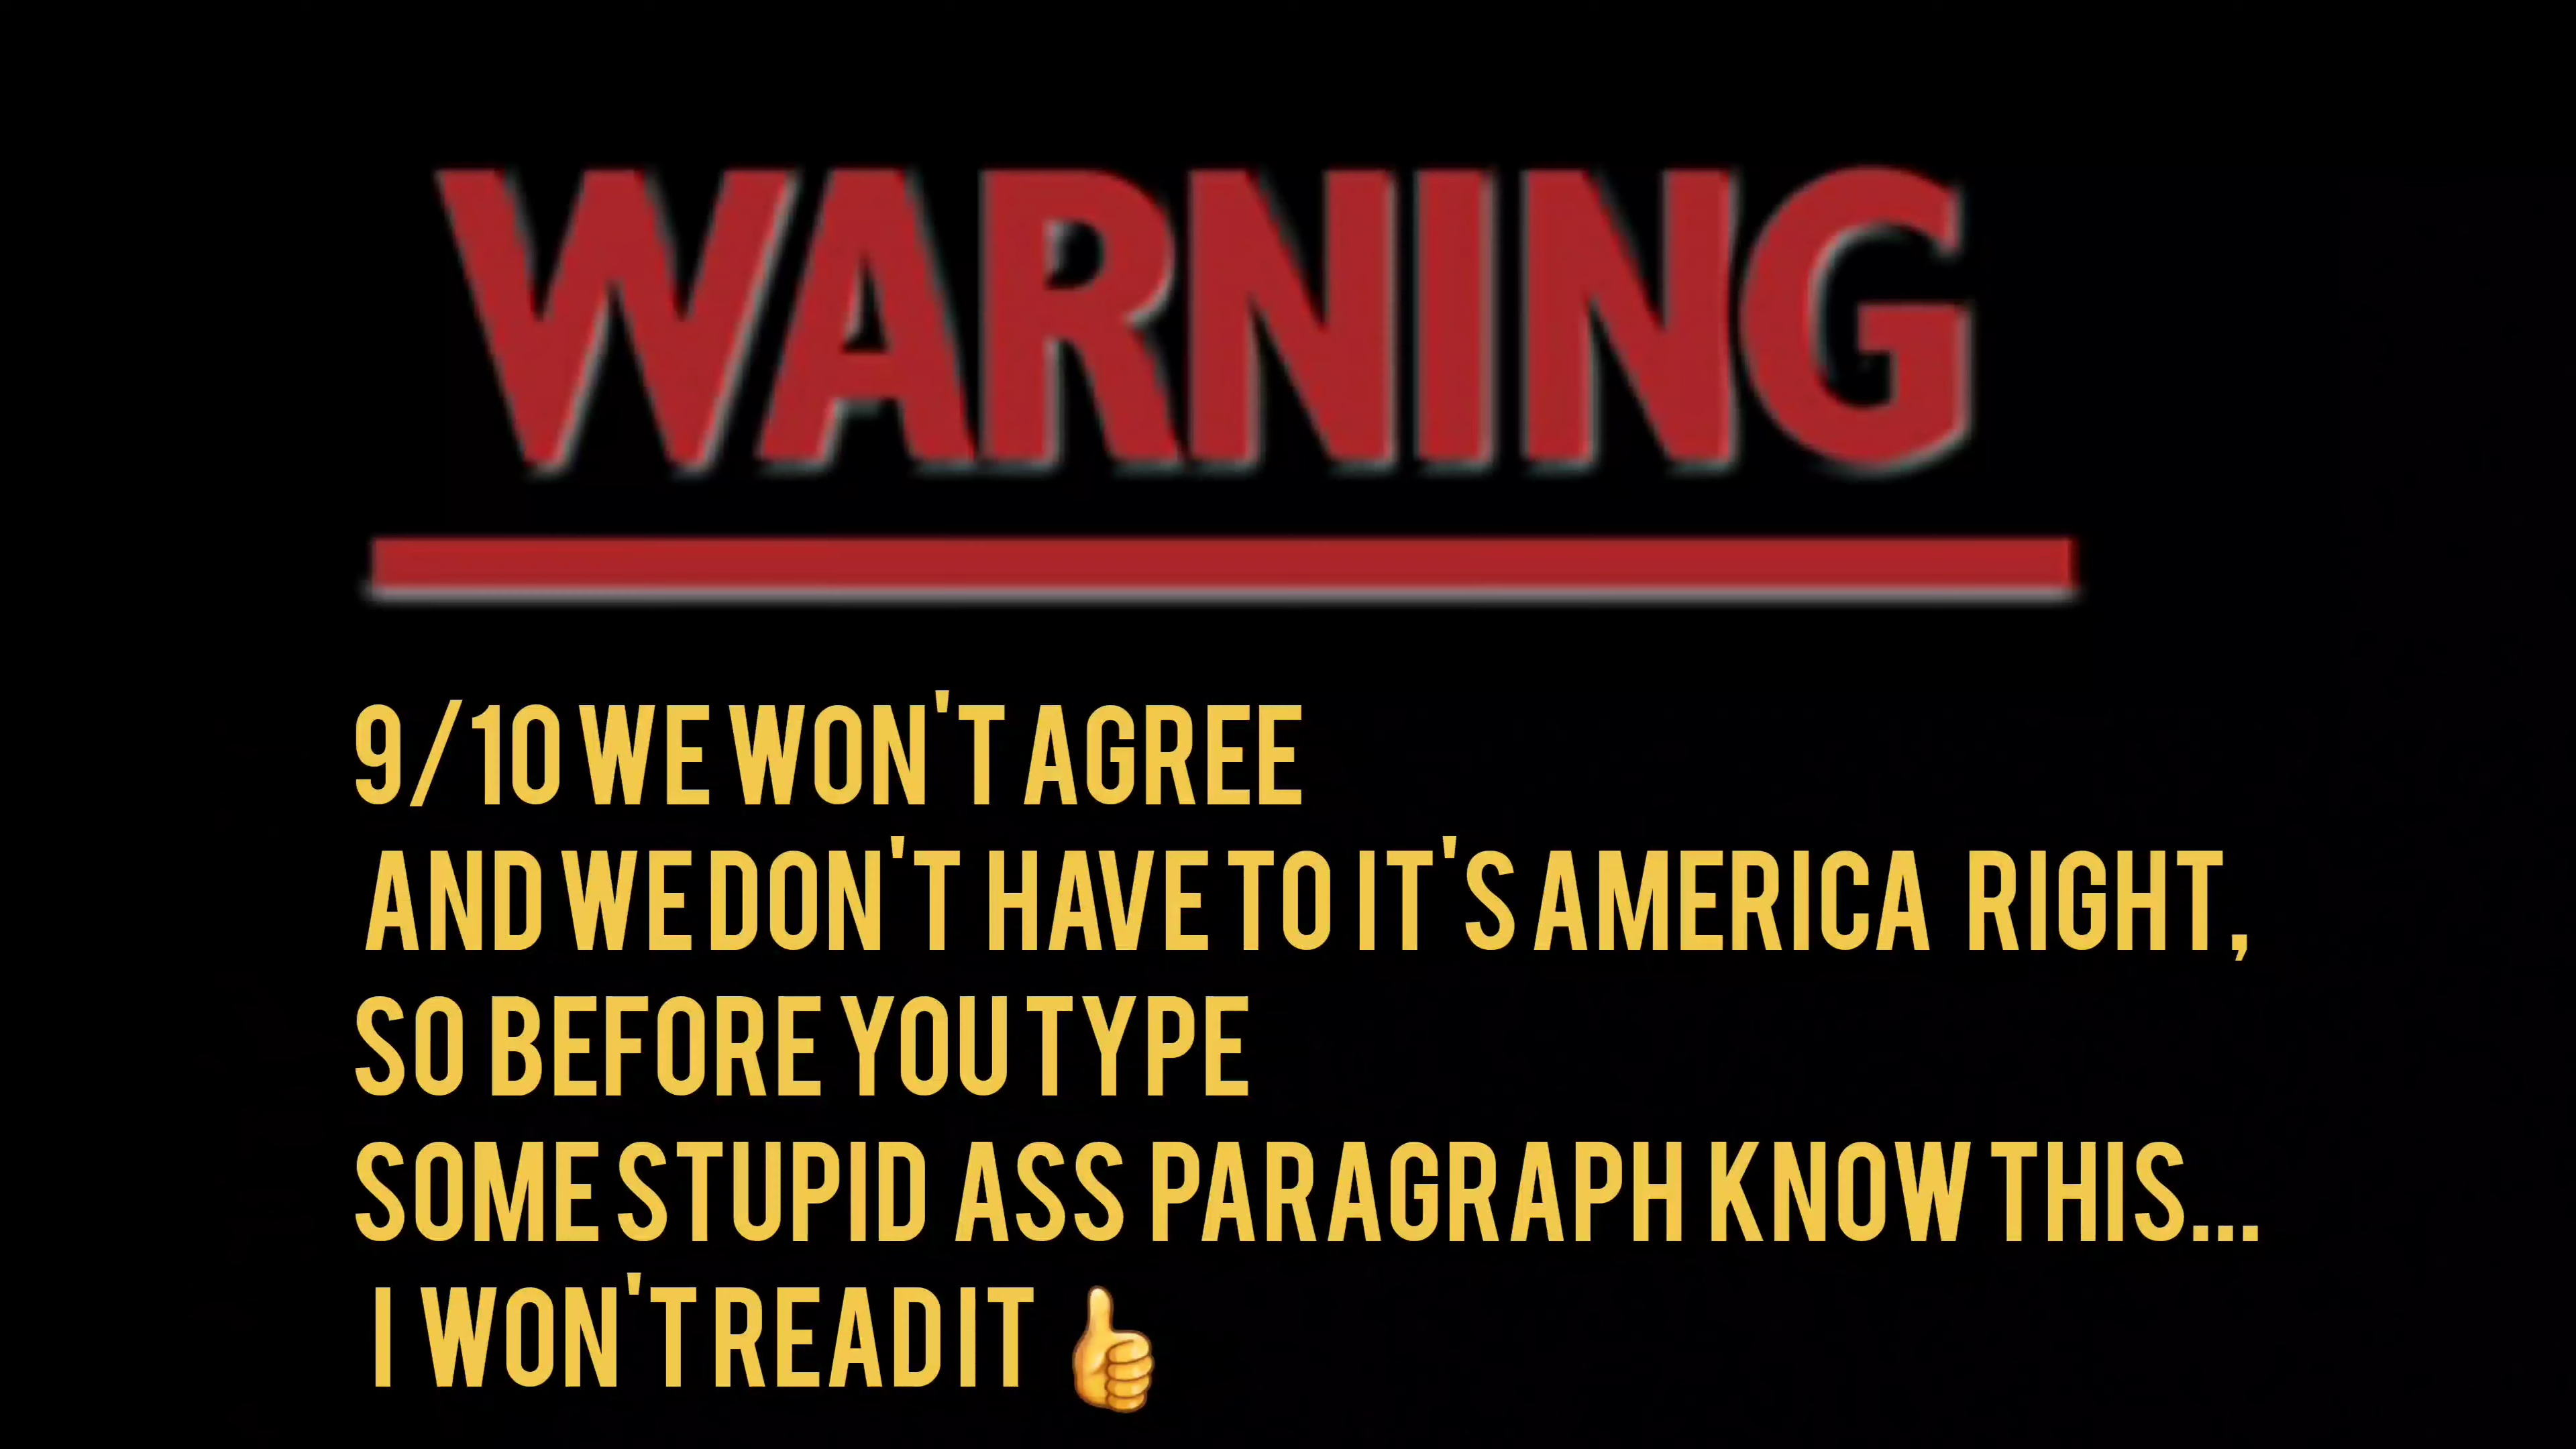 WARNING
9/10 WE WON'T AGREE
AND WE DON'T HAVE TO IT'S AMERICA RIGHT,
SO BEFORE YOU TYPE
SOME STUPID ASS PARAGRAPH KNOW THIS...
I WON'T READ IT 👍